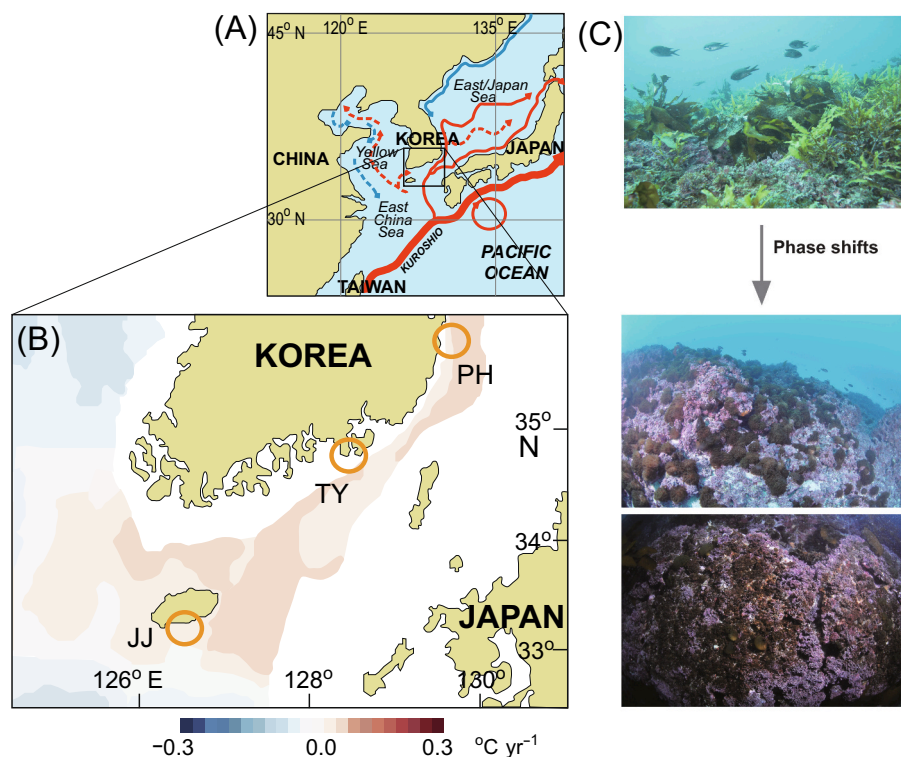 (A)
120° E
135° E
45° N
East/Japan
Sea
KOREA
JAPAN
CHINA
Yellow
Sea
30° N
East
China
Sea
KUROSHIO
PACIFIC
OCEAN
TAIWAN
(B)
KOREA
PH
35°
N
TY
34°
JAPAN
JJ
33°
126° E
128°
130°
−0.3
0.0
0.3
°C yr⁻¹
(C)
Phase shifts